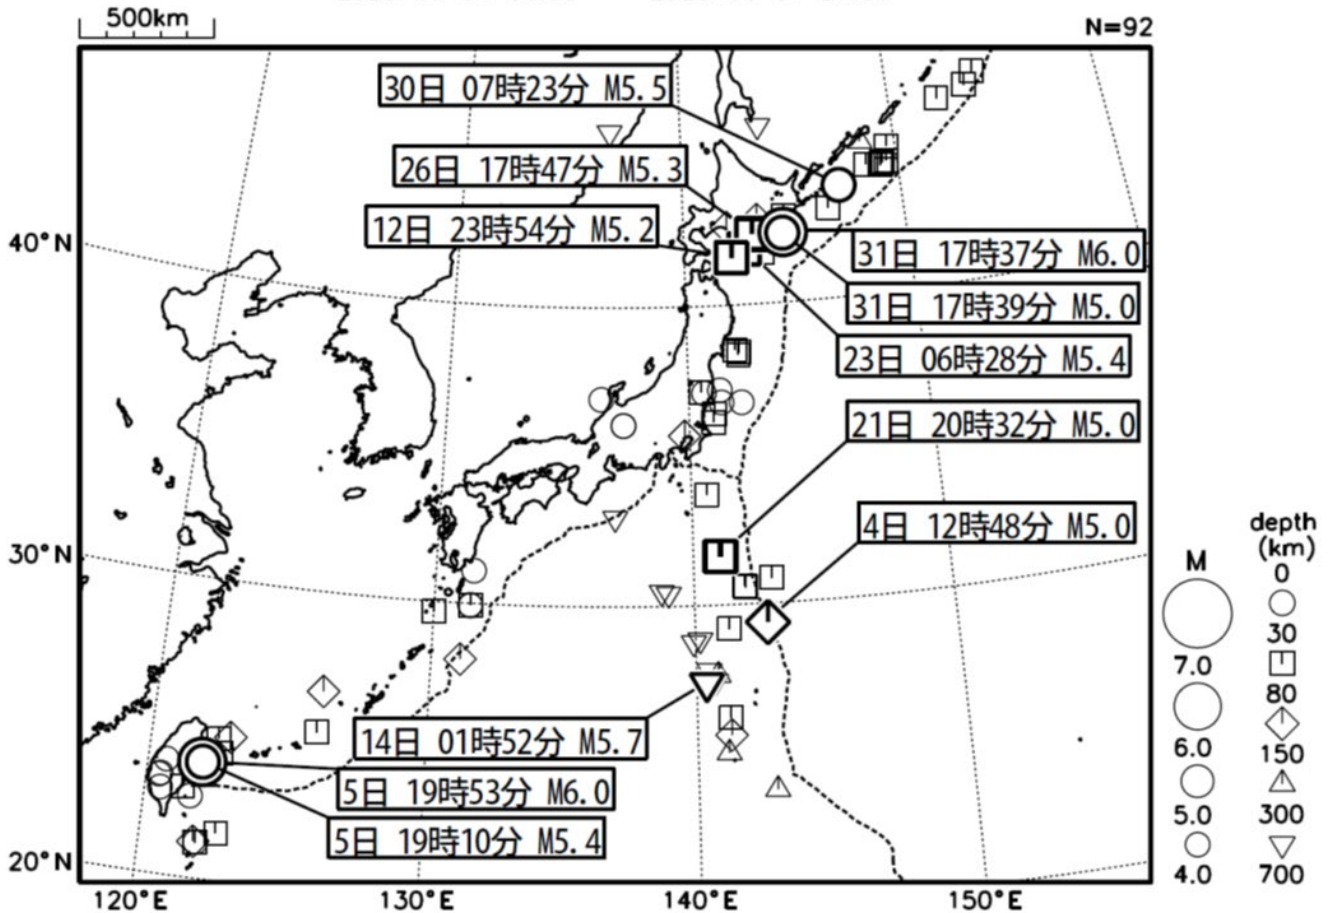 500km
N=92
30日 07時23分 M5.5
26日 17時47分 M5.3
12日 23時54分 M5.2
31日 17時37分 M6.0
31日 17時39分 M5.0
23日 06時28分 M5.4
21日 20時32分 M5.0
4日 12時48分 M5.0
14日 01時52分 M5.7
5日 19時53分 M6.0
5日 19時10分 M5.4
40°N
30°N
20°N
120°E
130°E
140°E
150°E
M
7.0
6.0
5.0
4.0
depth
(km)
0
30
80
150
300
700